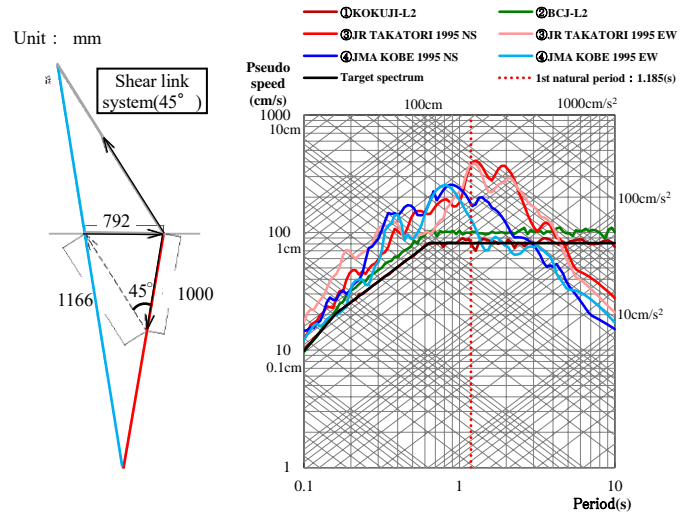 Unit： mm
Shear link
system(45°)
792
1166
45°
1000
①KOKUJI-L2
②BCJ-L2
③JR TAKATORI 1995 NS
③JR TAKATORI 1995 EW
④JMA KOBE 1995 NS
④JMA KOBE 1995 EW
Target spectrum
1st natural period：1.185(s)
Pseudo
speed
(cm/s)
100cm
1000cm/s²
1000
10cm
100cm/s²
100
1cm
10cm/s²
10
0.1cm
1
0.1
1
10
Period(s)